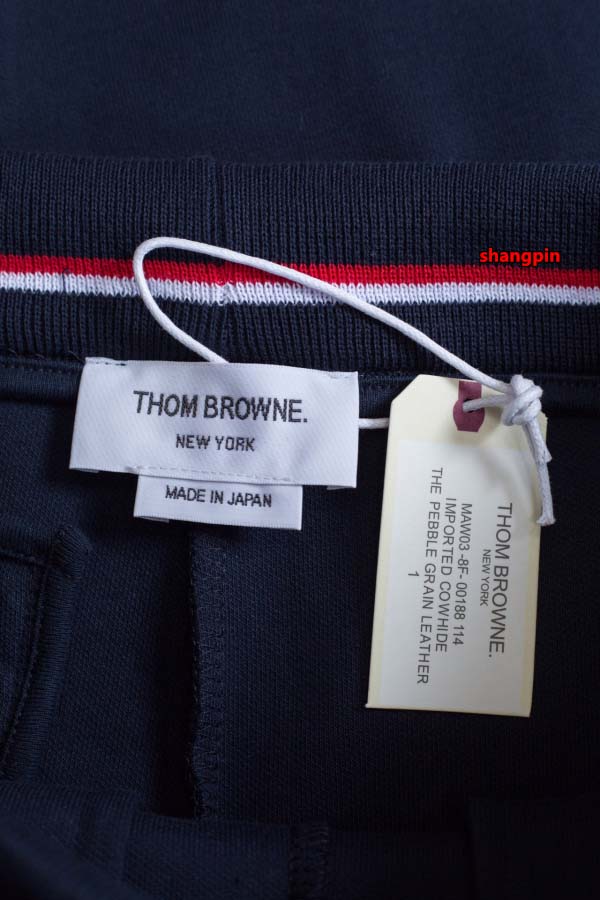 shangpin
THOM BROWNE.
NEW YORK
MADE IN JAPAN
THOM BROWNE.
NEW YORK
MAW03 -8F- 00188 114
IMPORTED COWHIDE
THE PEBBLE GRAIN LEATHER
1